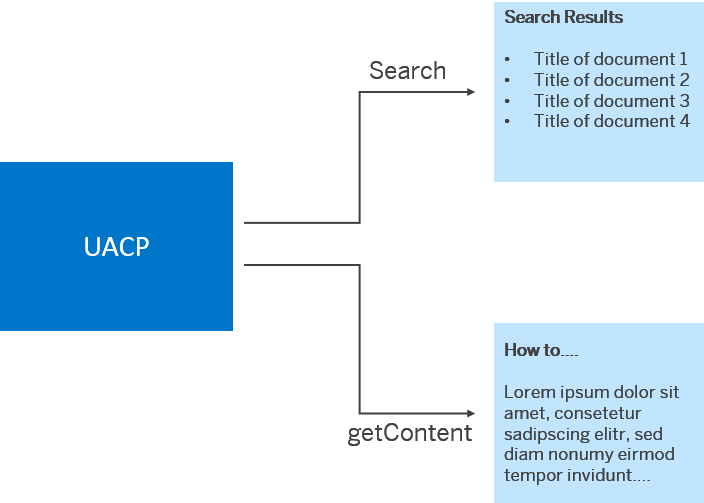 Search Results
• Title of document 1
• Title of document 2
• Title of document 3
• Title of document 4
Search
UACP
How to....
Lorem ipsum dolor sit
amet, consetetur
sadipscing elitr, sed
diam nonumy eirmod
tempor invidunt....
getContent